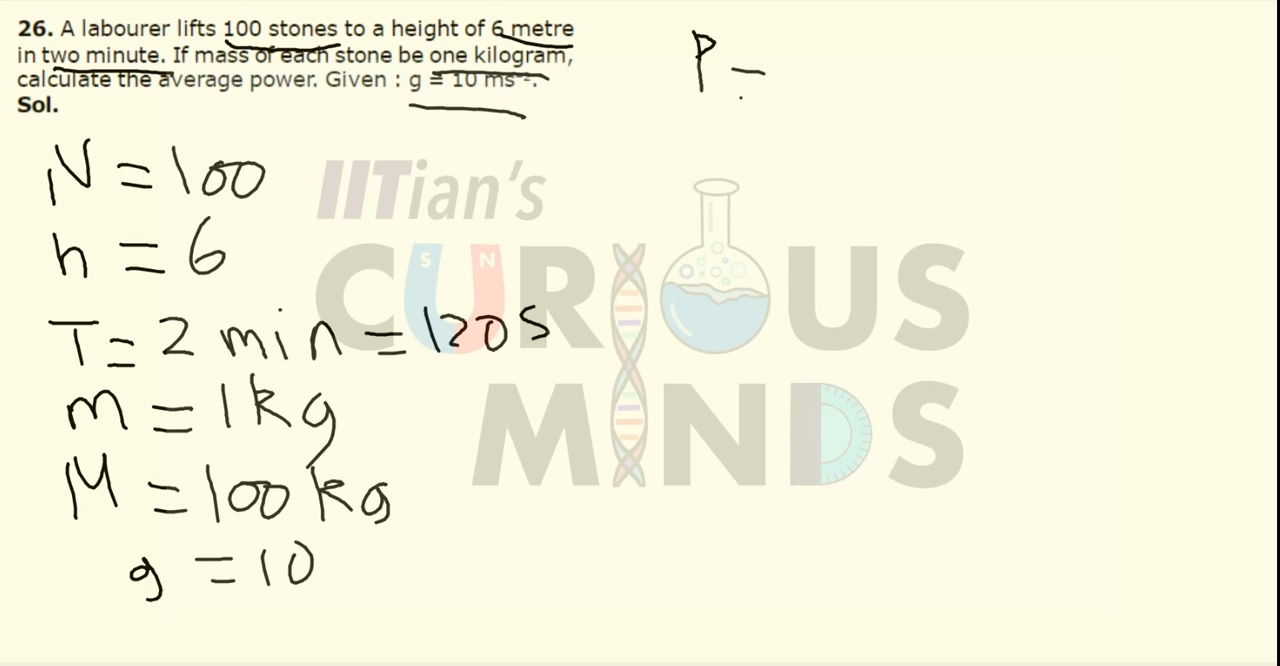 26. A labourer lifts 100 stones to a height of 6 metre
in two minute. If mass of each stone be one kilogram,
calculate the average power. Given : g = 10 ms⁻².
Sol.
P =
N = 100
h = 6
T = 2 min = 120 s
m = 1 kg
M = 100 kg
g = 10
IITian's
CURIOUS
S N
MINDS